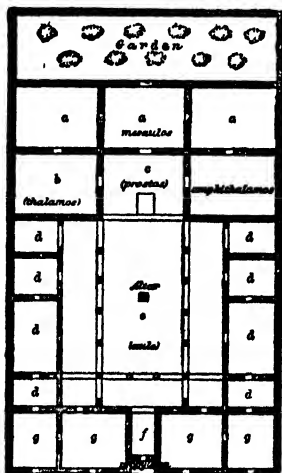 Garden
a a a
mesaulos
b c
(thalamos) (prostas) amphithalamos
d d
d d
Altar
e
d (aula) d
d d
g g f g g